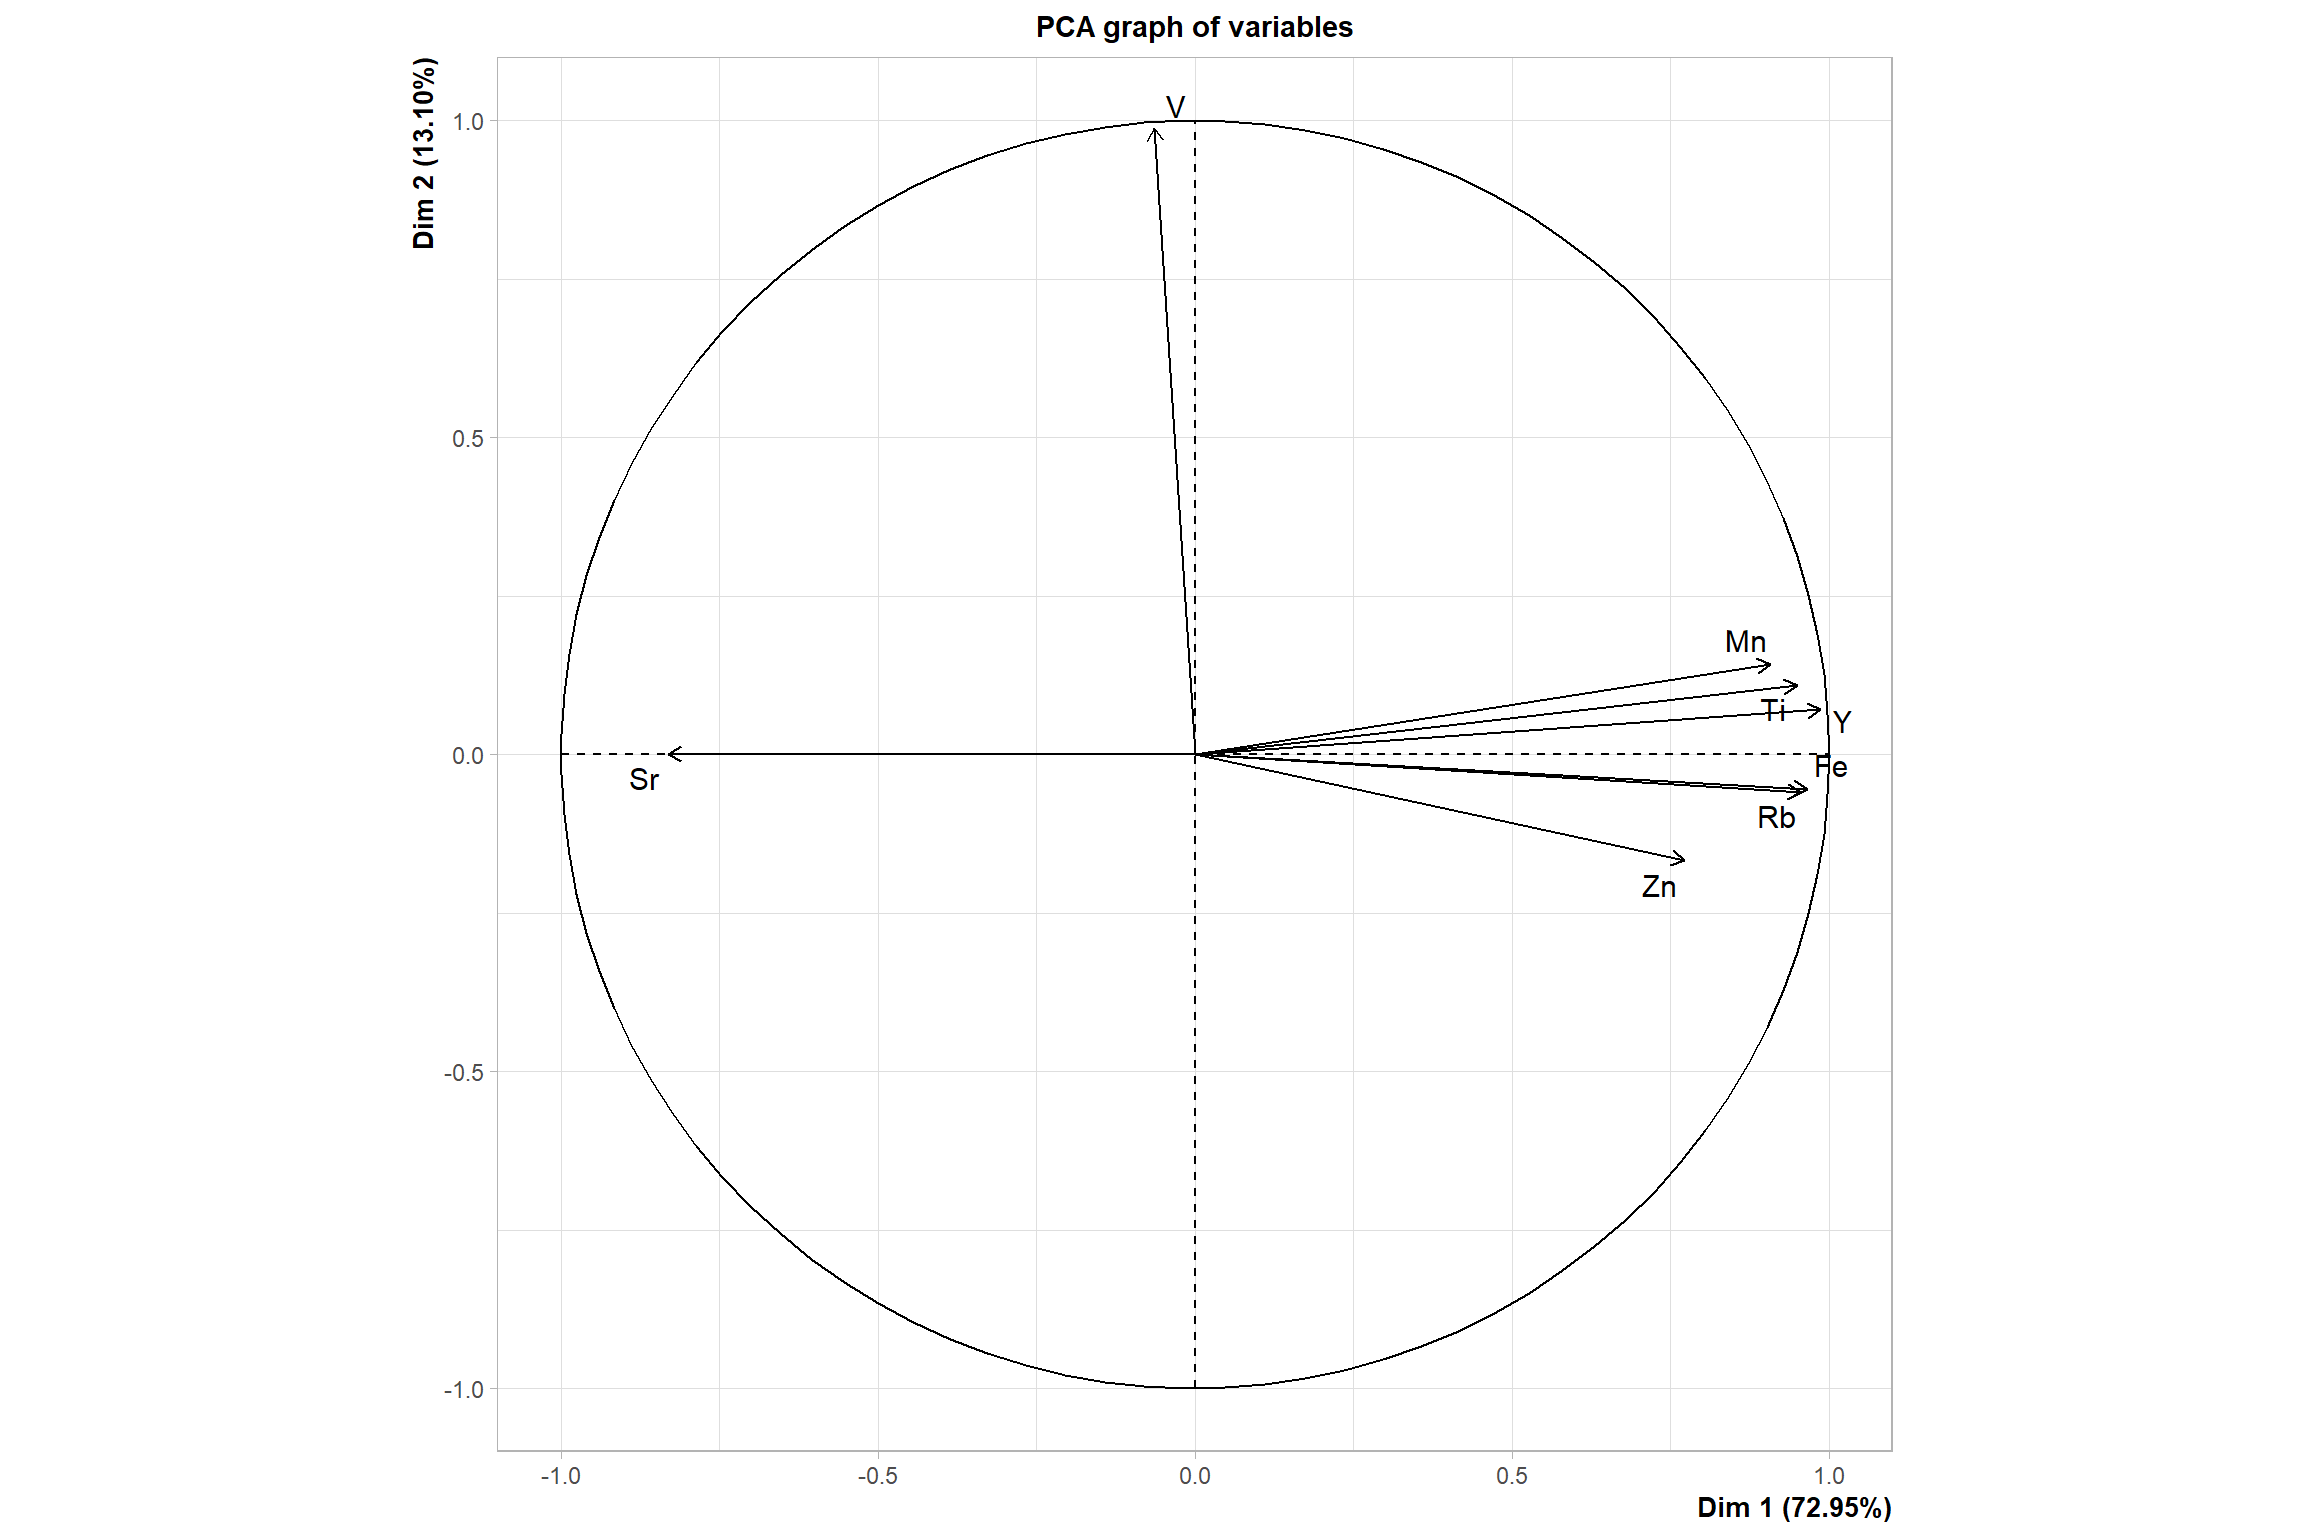 PCA graph of variables
Dim 2 (13.10%)
1.0
0.5
0.0
-0.5
-1.0
V
Mn
Ti
Y
Fe
Sr
Rb
Zn
-1.0
-0.5
0.0
0.5
1.0
Dim 1 (72.95%)